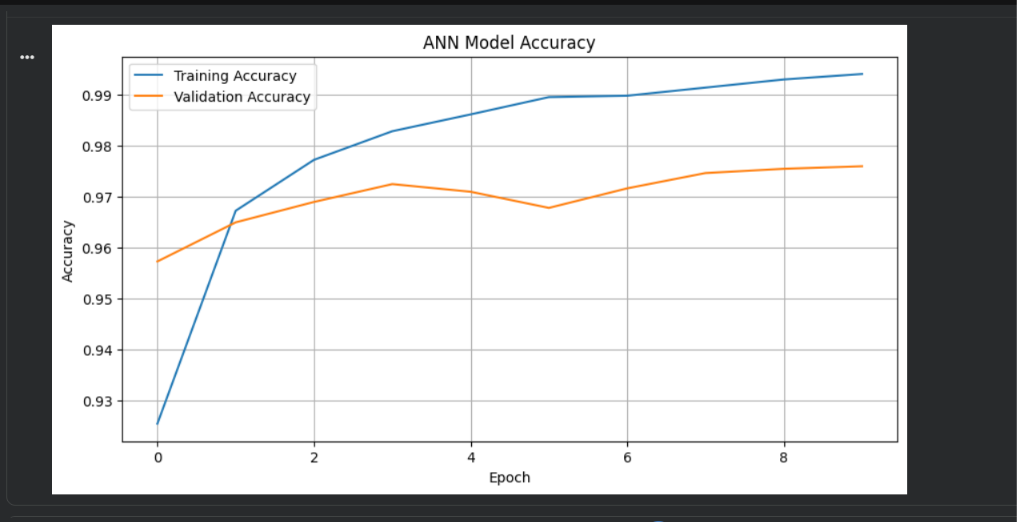 ANN Model Accuracy
Training Accuracy
Validation Accuracy
0.99
0.98
0.97
0.96
0.95
0.94
0.93
Accuracy
0 2 4 6 8
Epoch